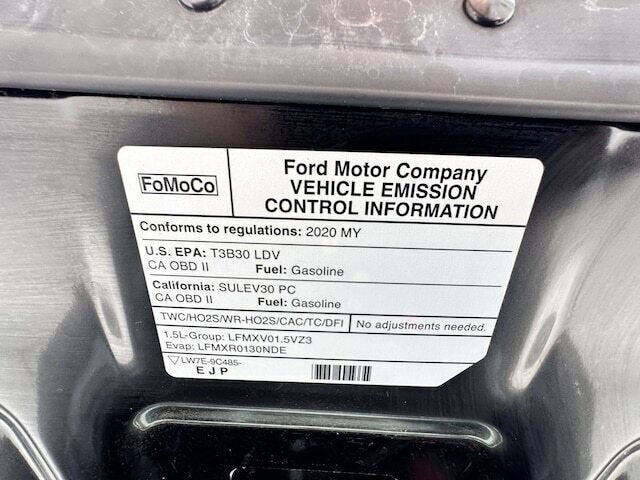 FoMoCo
Ford Motor Company
VEHICLE EMISSION
CONTROL INFORMATION
Conforms to regulations: 2020 MY
U.S. EPA: T3B30 LDV
CA OBD II Fuel: Gasoline
California: SULEV30 PC
CA OBD II Fuel: Gasoline
TWC/HO2S/WR-HO2S/CAC/TC/DFI No adjustments needed.
1.5L-Group: LFMXV01.5VZ3
Evap: LFMXR0130NDE
LW7E-9C485-
E J P